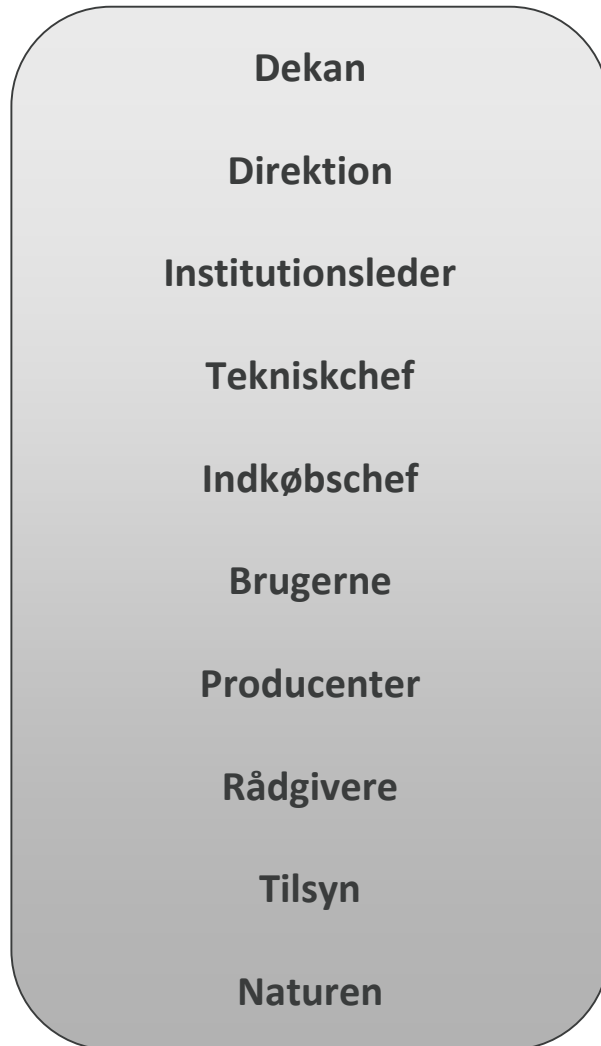 Dekan
Direktion
Institutionsleder
Tekniskchef
Indkøbschef
Brugerne
Producenter
Rådgivere
Tilsyn
Naturen